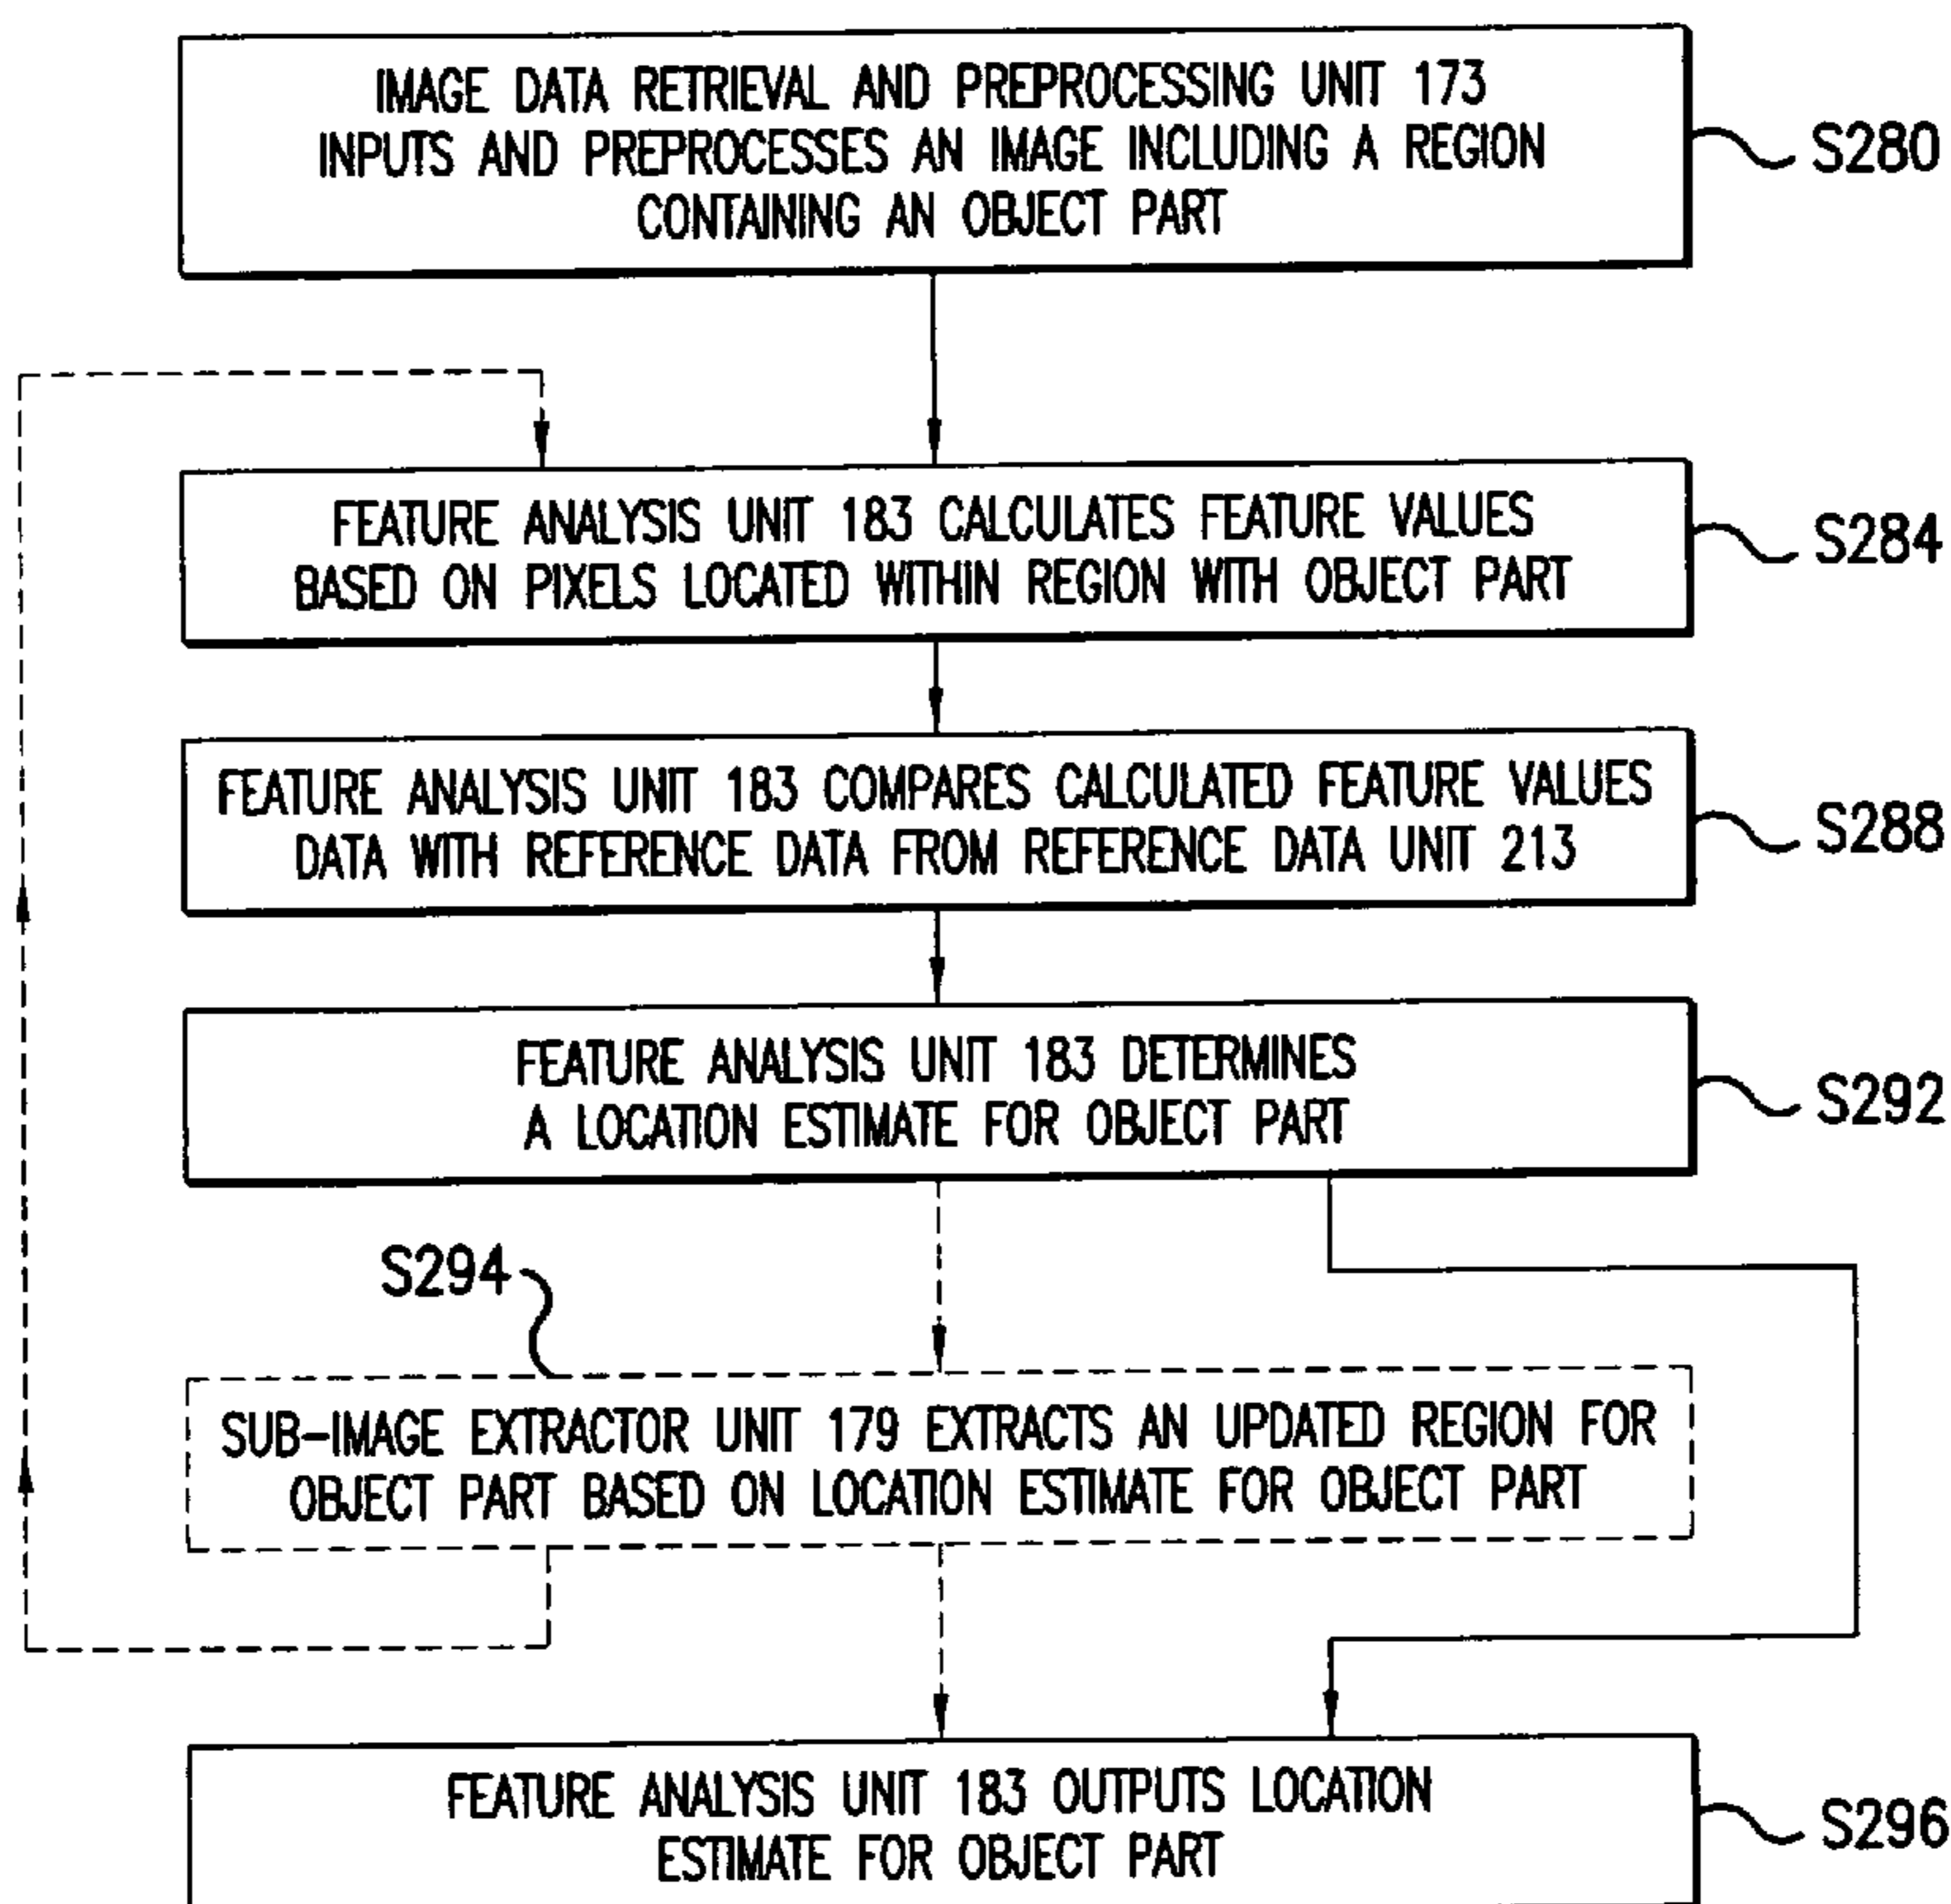 IMAGE DATA RETRIEVAL AND PREPROCESSING UNIT 173
INPUTS AND PREPROCESSES AN IMAGE INCLUDING A REGION
CONTAINING AN OBJECT PART
S280
FEATURE ANALYSIS UNIT 183 CALCULATES FEATURE VALUES
BASED ON PIXELS LOCATED WITHIN REGION WITH OBJECT PART
S284
FEATURE ANALYSIS UNIT 183 COMPARES CALCULATED FEATURE VALUES
DATA WITH REFERENCE DATA FROM REFERENCE DATA UNIT 213
S288
FEATURE ANALYSIS UNIT 183 DETERMINES
A LOCATION ESTIMATE FOR OBJECT PART
S292
S294
SUB-IMAGE EXTRACTOR UNIT 179 EXTRACTS AN UPDATED REGION FOR
OBJECT PART BASED ON LOCATION ESTIMATE FOR OBJECT PART
FEATURE ANALYSIS UNIT 183 OUTPUTS LOCATION
ESTIMATE FOR OBJECT PART
S296